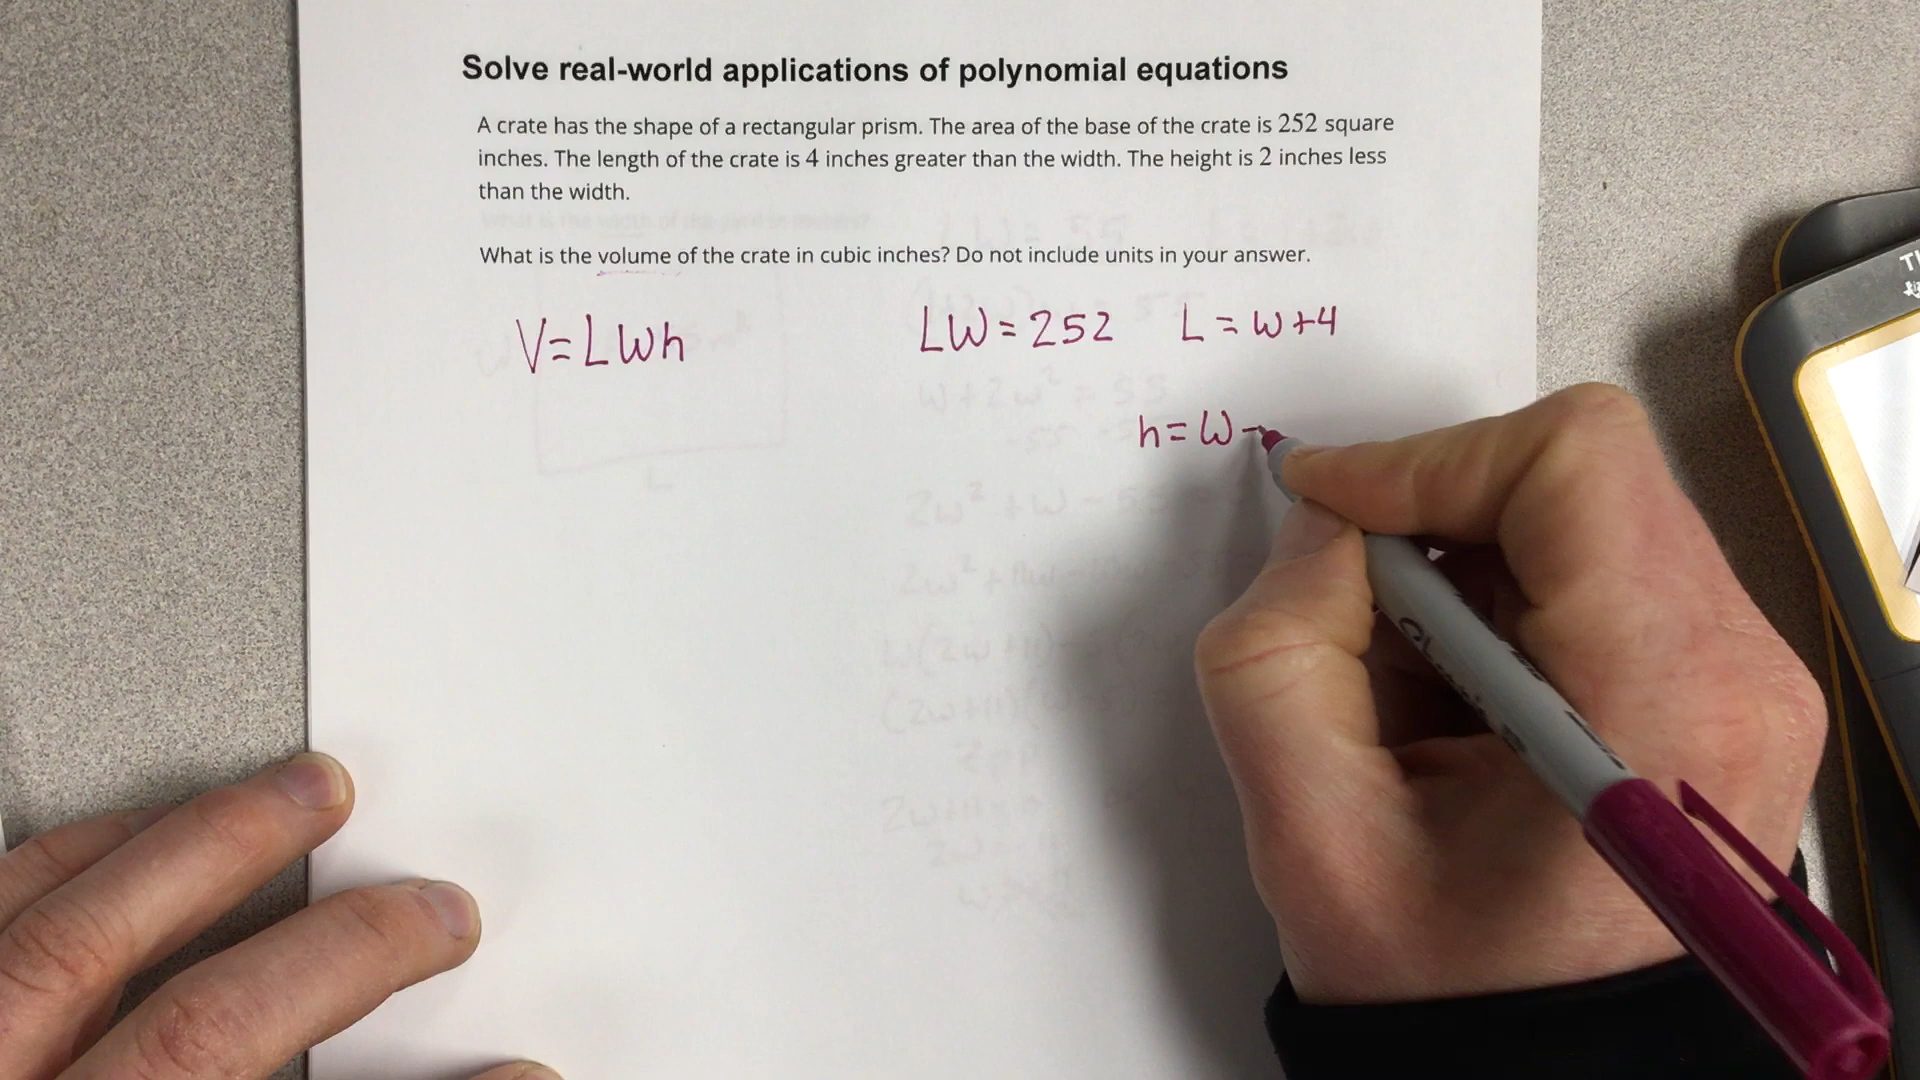 Solve real-world applications of polynomial equations
A crate has the shape of a rectangular prism. The area of the base of the crate is 252 square
inches. The length of the crate is 4 inches greater than the width. The height is 2 inches less
than the width.
What is the volume of the crate in cubic inches? Do not include units in your answer.
V=LWh
LW=252 L=w+4
h=W-